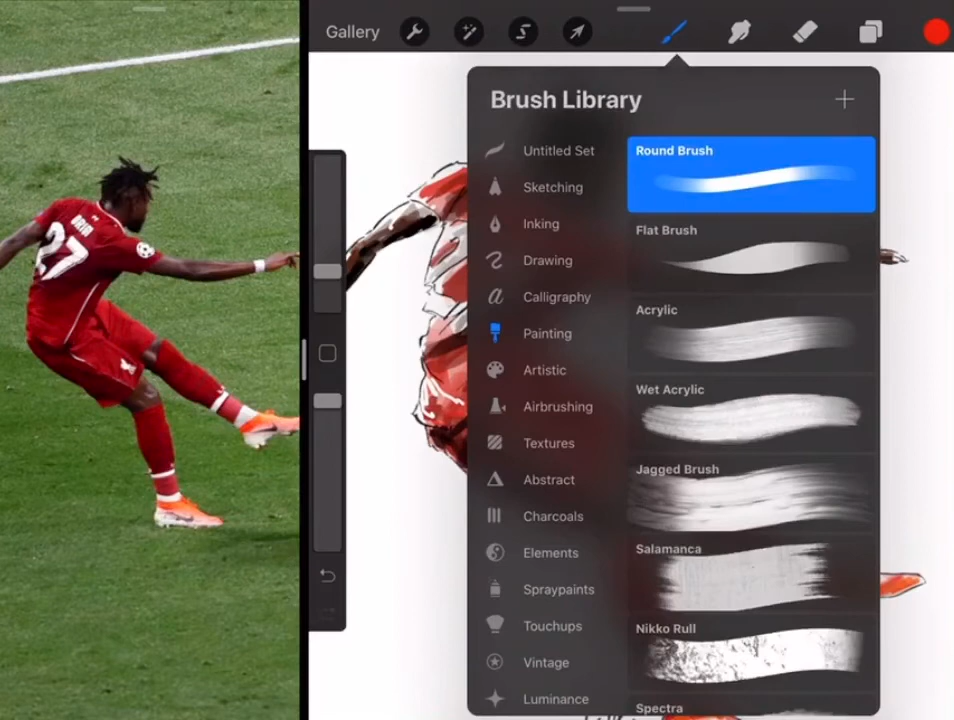 Gallery
Brush Library
Untitled Set
Sketching
Inking
Drawing
Calligraphy
Painting
Artistic
Airbrushing
Textures
Abstract
Charcoals
Elements
Spraypaints
Touchups
Vintage
Luminance
Round Brush
Flat Brush
Acrylic
Wet Acrylic
Jagged Brush
Salamanca
Nikko Rull
Spectra
27